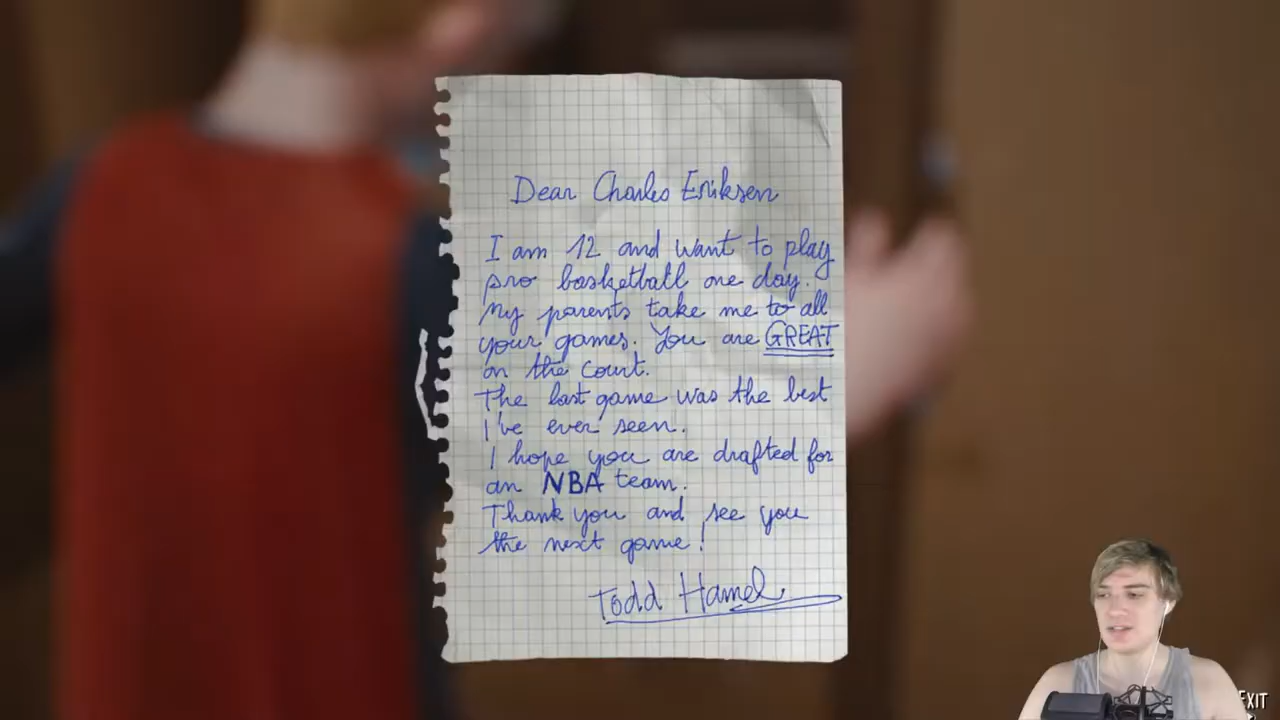 Dear Charles Eriksen
I am 12 and want to play
pro basketball one day.
My parents take me to all
your games. You are GREAT
on the court.
The last game was the best
I've ever seen.
I hope you are drafted for
an NBA team.
Thank you and see you
the next game!
Todd Hamel
EXIT